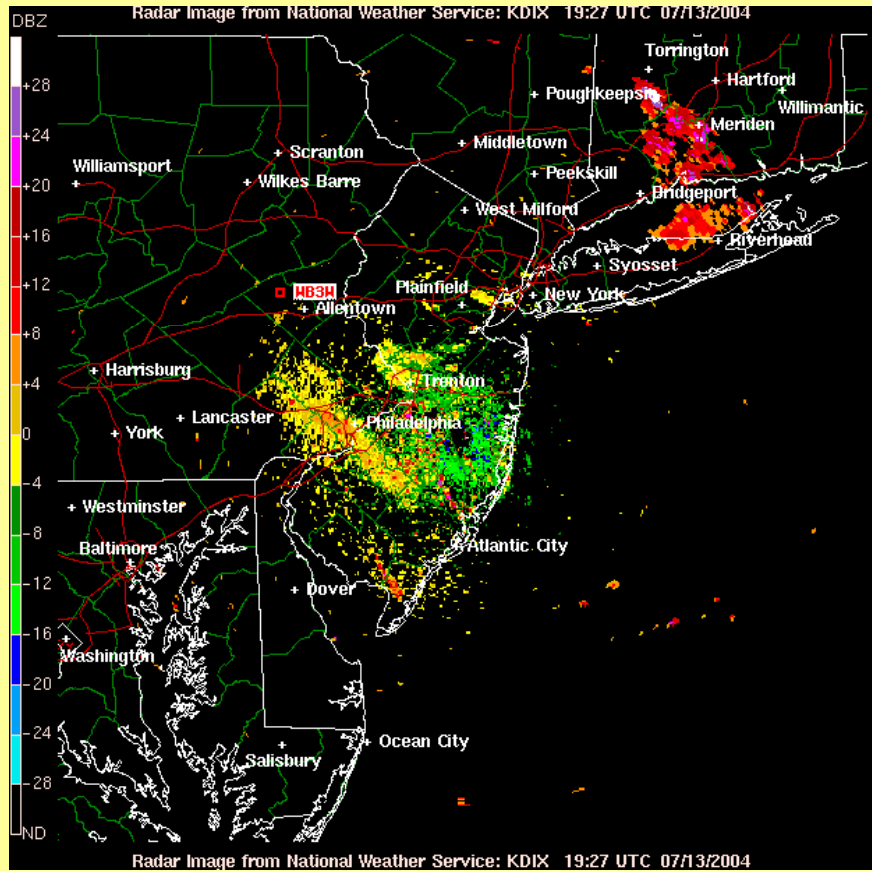 Radar Image from National Weather Service: KDIX 19:27 UTC 07/13/2004
DBZ
Torrington
Hartford
+28
Poughkeepsie
Willimantic
+24
Meriden
Middletown
Scranton
Williamsport
Peekskill
+20
Wilkes Barre
Bridgeport
West Milford
+16
Riverhead
Syosset
+12
WB3W
Plainfield
New York
Allentown
+8
Harrisburg
Trenton
+4
Lancaster
Philadelphia
0
York
-4
Westminster
-8
Baltimore
Atlantic City
-12
Dover
-16
Washington
-20
-24
Ocean City
Salisbury
-28
ND
Radar Image from National Weather Service: KDIX 19:27 UTC 07/13/2004